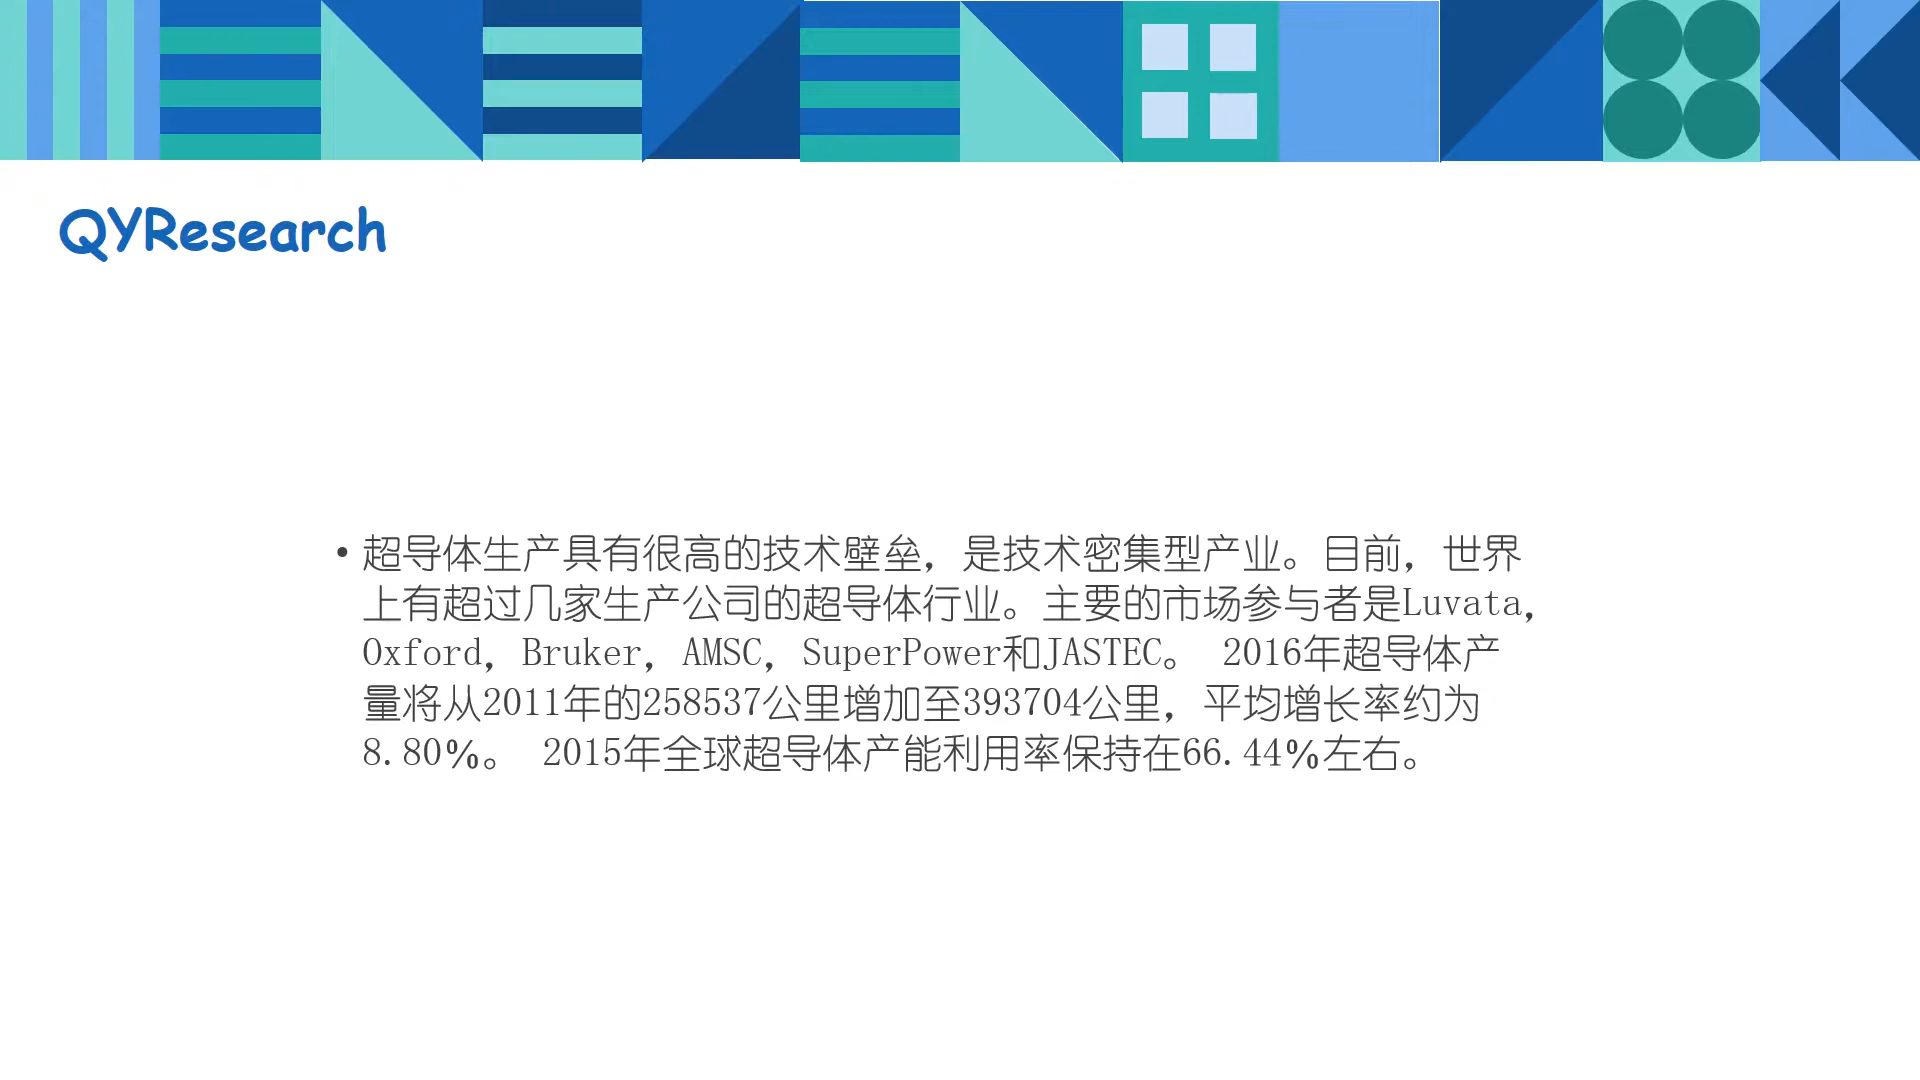 QYResearch
• 超导体生产具有很高的技术壁垒，是技术密集型产业。目前，世界
上有超过几家生产公司的超导体行业。主要的市场参与者是Luvata，
Oxford，Bruker，AMSC，SuperPower和JASTEC。 2016年超导体产
量将从2011年的258537公里增加至393704公里，平均增长率约为
8.80％。 2015年全球超导体产能利用率保持在66.44％左右。